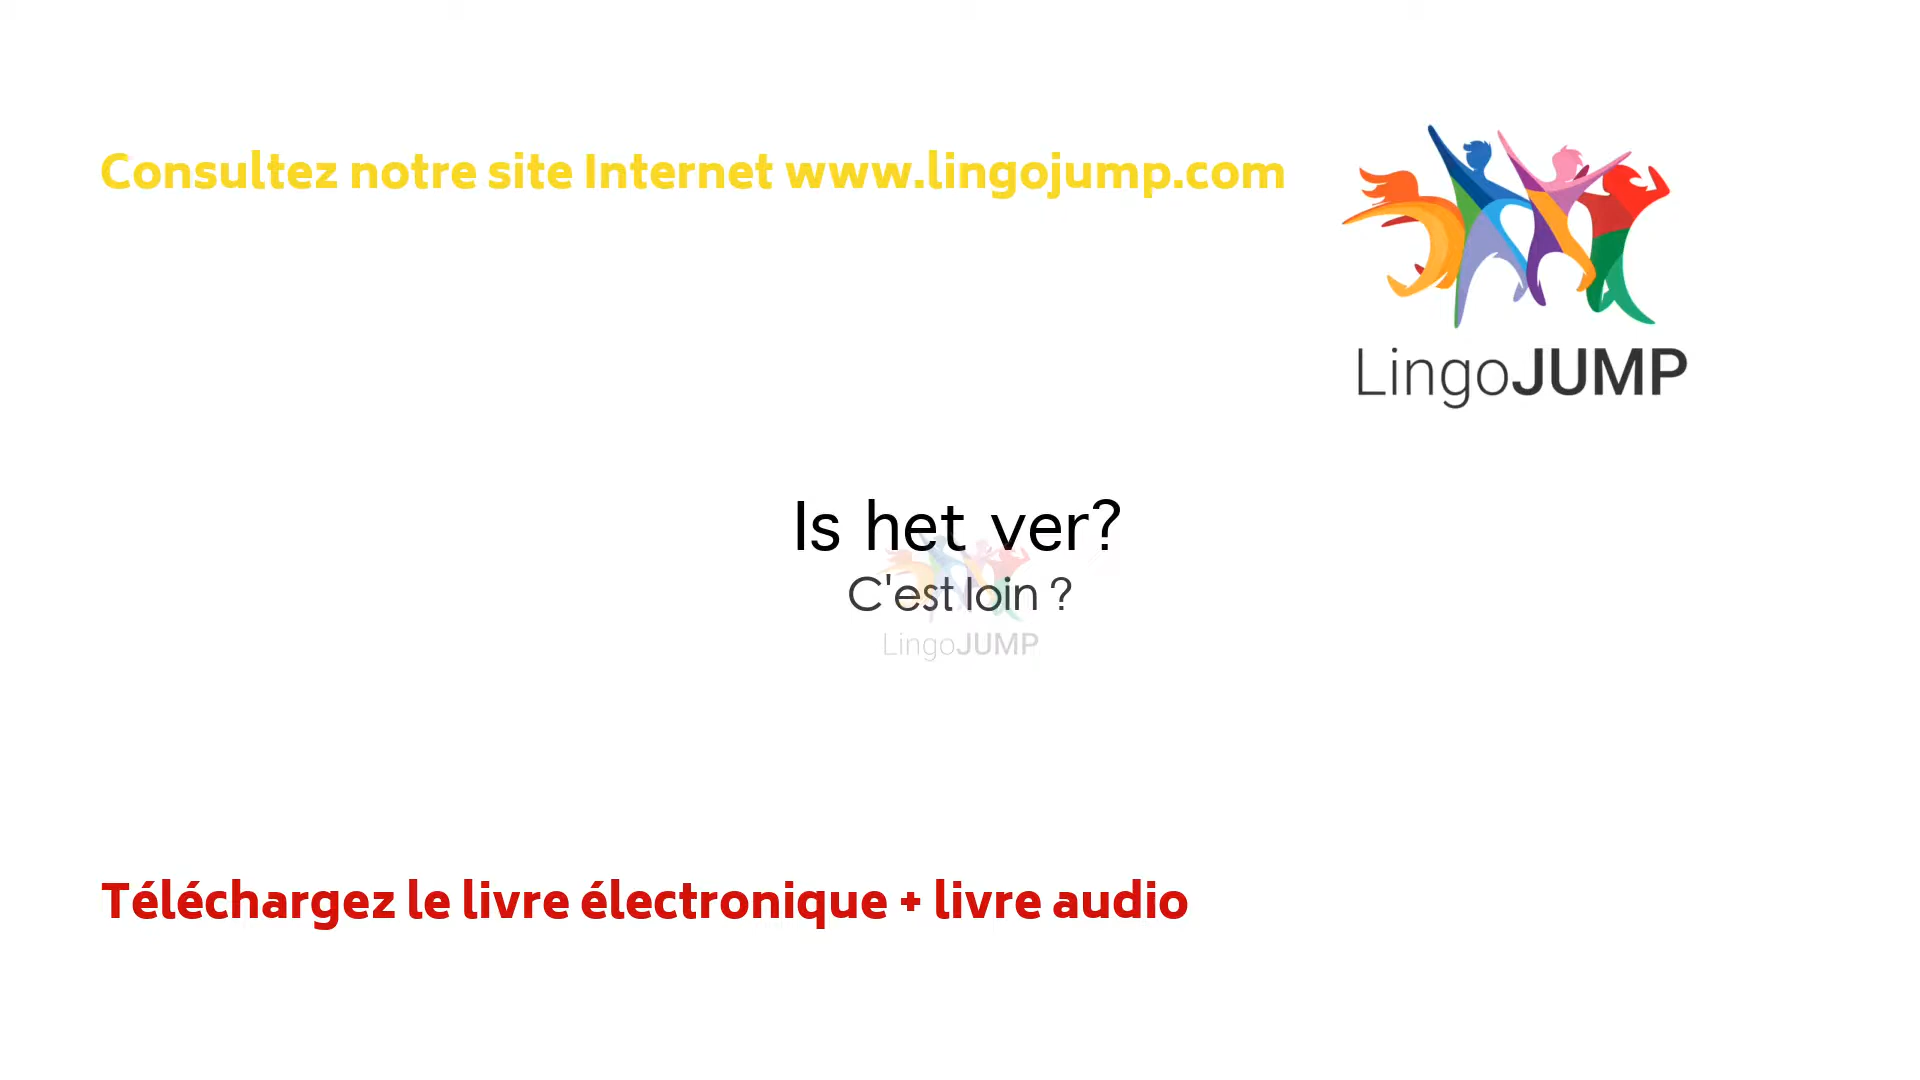 Consultez notre site Internet www.lingojump.com
LingoJUMP
Is het ver?
C'est loin ?
LingoJUMP
Téléchargez le livre électronique + livre audio